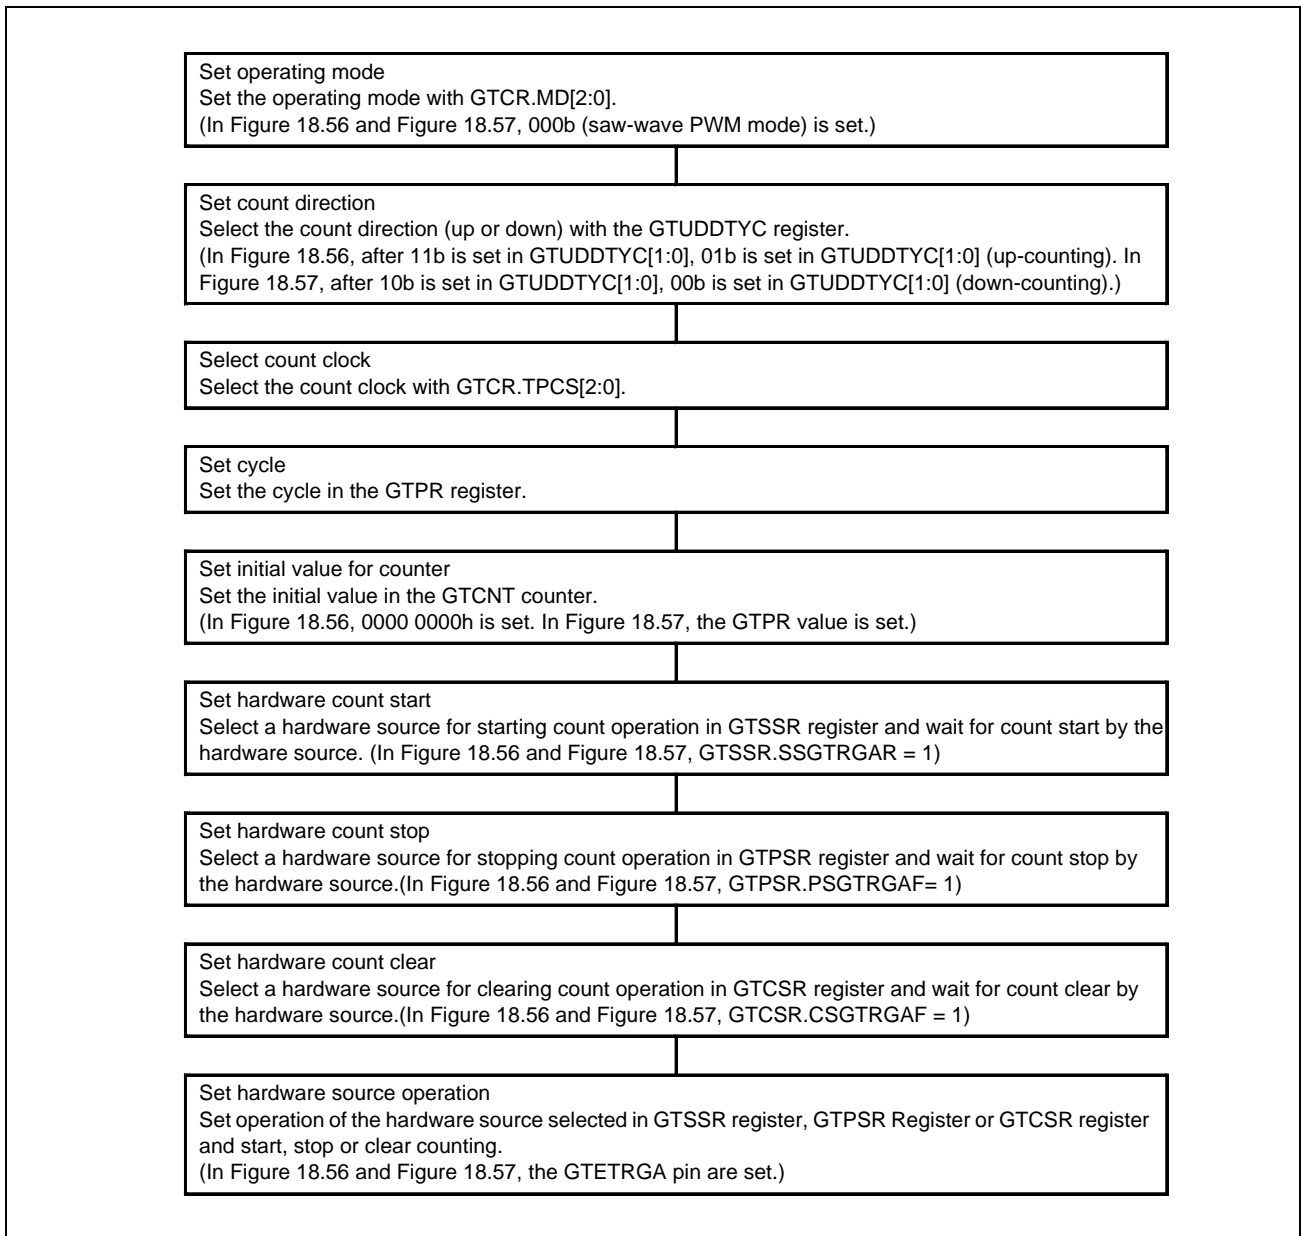 Set operating mode
Set the operating mode with GTCR.MD[2:0].
(In Figure 18.56 and Figure 18.57, 000b (saw-wave PWM mode) is set.)
Set count direction
Select the count direction (up or down) with the GTUDDTYC register.
(In Figure 18.56, after 11b is set in GTUDDTYC[1:0], 01b is set in GTUDDTYC[1:0] (up-counting). In
Figure 18.57, after 10b is set in GTUDDTYC[1:0], 00b is set in GTUDDTYC[1:0] (down-counting).)
Select count clock
Select the count clock with GTCR.TPCS[2:0].
Set cycle
Set the cycle in the GTPR register.
Set initial value for counter
Set the initial value in the GTCNT counter.
(In Figure 18.56, 0000 0000h is set. In Figure 18.57, the GTPR value is set.)
Set hardware count start
Select a hardware source for starting count operation in GTSSR register and wait for count start by the
hardware source. (In Figure 18.56 and Figure 18.57, GTSSR.SSGTRGAR = 1)
Set hardware count stop
Select a hardware source for stopping count operation in GTPSR register and wait for count stop by
the hardware source.(In Figure 18.56 and Figure 18.57, GTPSR.PSGTRGAF= 1)
Set hardware count clear
Select a hardware source for clearing count operation in GTCSR register and wait for count clear by
the hardware source.(In Figure 18.56 and Figure 18.57, GTCSR.CSGTRGAF = 1)
Set hardware source operation
Set operation of the hardware source selected in GTSSR register, GTPSR Register or GTCSR register
and start, stop or clear counting.
(In Figure 18.56 and Figure 18.57, the GTETRGA pin are set.)